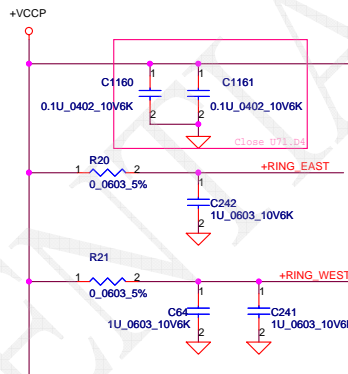 +VCCP
C1160
C1161
1
1
0.1U_0402_10V6K
0.1U_0402_10V6K
2
2
Close U71.D4
R20
+RING_EAST
1
2
0_0603_5%
1
C242
1U_0603_10V6K
2
R21
+RING_WEST
1
2
0_0603_5%
1
1
C64
C241
1U_0603_10V6K
1U_0603_10V6K
2
2